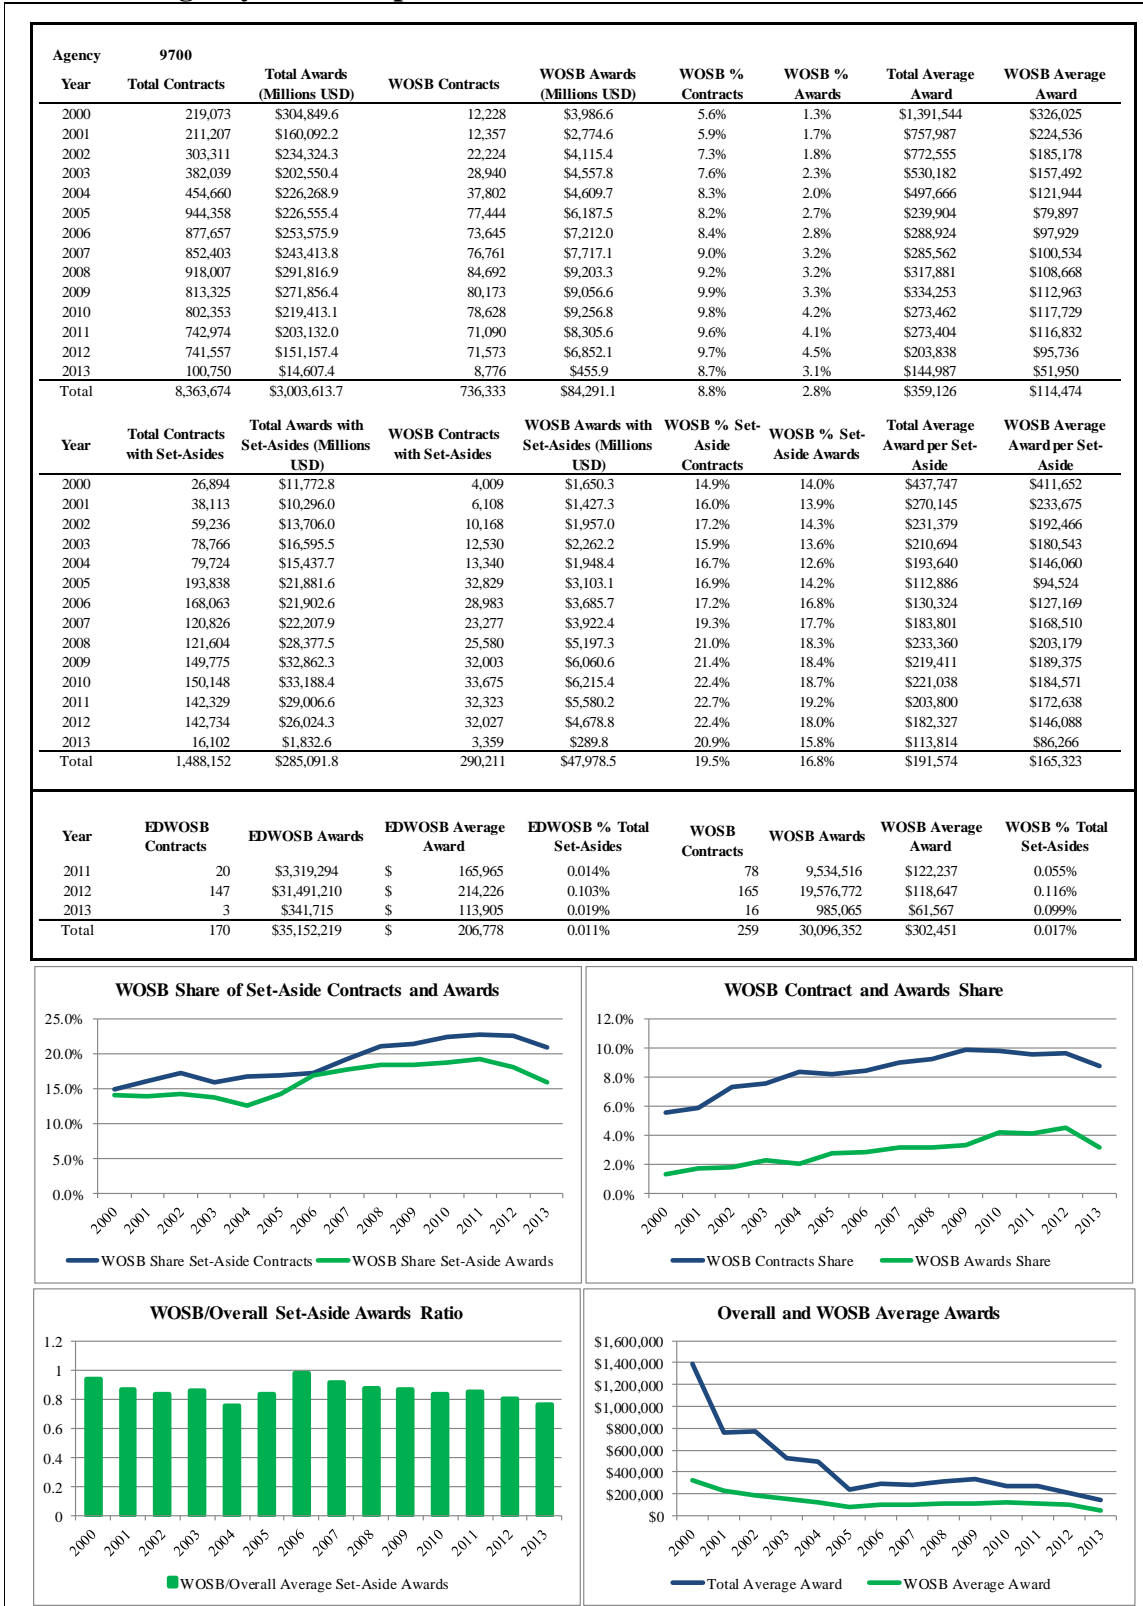 Agency 9700
Year Total Contracts Total Awards (Millions USD) WOSB Contracts WOSB Awards (Millions USD) WOSB % Contracts WOSB % Awards Total Average Award WOSB Average Award
2000 219,073 $304,849.6 12,228 $3,986.6 5.6% 1.3% $1,391,544 $326,025
2001 211,207 $160,092.2 12,357 $2,774.6 5.9% 1.7% $757,987 $224,536
2002 303,311 $234,324.3 22,224 $4,115.4 7.3% 1.8% $772,555 $185,178
2003 382,039 $202,550.4 28,940 $4,557.8 7.6% 2.3% $530,182 $157,492
2004 454,660 $226,268.9 37,802 $4,609.7 8.3% 2.0% $497,666 $121,944
2005 944,358 $226,555.4 77,444 $6,187.5 8.2% 2.7% $239,904 $79,897
2006 877,657 $253,575.9 73,645 $7,212.0 8.4% 2.8% $288,924 $97,929
2007 852,403 $243,413.8 76,761 $7,717.1 9.0% 3.2% $285,562 $100,534
2008 918,007 $291,816.9 84,692 $9,203.3 9.2% 3.2% $317,881 $108,668
2009 813,325 $271,856.4 80,173 $9,056.6 9.9% 3.3% $334,253 $112,963
2010 802,353 $219,413.1 78,628 $9,256.8 9.8% 4.2% $273,462 $117,729
2011 742,974 $203,132.0 71,090 $8,305.6 9.6% 4.1% $273,404 $116,832
2012 741,557 $151,157.4 71,573 $6,852.1 9.7% 4.5% $203,838 $95,736
2013 100,750 $14,607.4 8,776 $455.9 8.7% 3.1% $144,987 $51,950
Total 8,363,674 $3,003,613.7 736,333 $84,291.1 8.8% 2.8% $359,126 $114,474
Year Total Contracts with Set-Asides Total Awards with Set-Asides (Millions USD) WOSB Contracts with Set-Asides WOSB Awards with Set-Asides (Millions USD) WOSB % Set-Aside Contracts WOSB % Set-Aside Awards Total Average Award per Set-Aside WOSB Average Award per Set-Aside
2000 26,894 $11,772.8 4,009 $1,650.3 14.9% 14.0% $437,747 $411,652
2001 38,113 $10,296.0 6,108 $1,427.3 16.0% 13.9% $270,145 $233,675
2002 59,236 $13,706.0 10,168 $1,957.0 17.2% 14.3% $231,379 $192,466
2003 78,766 $16,595.5 12,530 $2,262.2 15.9% 13.6% $210,694 $180,543
2004 79,724 $15,437.7 13,340 $1,948.4 16.7% 12.6% $193,640 $146,060
2005 193,838 $21,881.6 32,829 $3,103.1 16.9% 14.2% $112,886 $94,524
2006 168,063 $21,902.6 28,983 $3,685.7 17.2% 16.8% $130,324 $127,169
2007 120,826 $22,207.9 23,277 $3,922.4 19.3% 17.7% $183,801 $168,510
2008 121,604 $28,377.5 25,580 $5,197.3 21.0% 18.3% $233,360 $203,179
2009 149,775 $32,862.3 32,003 $6,060.6 21.4% 18.4% $219,411 $189,375
2010 150,148 $33,188.4 33,675 $6,215.4 22.4% 18.7% $221,038 $184,571
2011 142,329 $29,006.6 32,323 $5,580.2 22.7% 19.2% $203,800 $172,638
2012 142,734 $26,024.3 32,027 $4,678.8 22.4% 18.0% $182,327 $146,088
2013 16,102 $1,832.6 3,359 $289.8 20.9% 15.8% $113,814 $86,266
Total 1,488,152 $285,091.8 290,211 $47,978.5 19.5% 16.8% $191,574 $165,323
Year EDWOSB Contracts EDWOSB Awards EDWOSB Average Award EDWOSB % Total Set-Asides WOSB Contracts WOSB Awards WOSB Average Award WOSB % Total Set-Asides
2011 20 $3,319,294 $ 165,965 0.014% 78 9,534,516 $122,237 0.055%
2012 147 $31,491,210 $ 214,226 0.103% 165 19,576,772 $118,647 0.116%
2013 3 $341,715 $ 113,905 0.019% 16 985,065 $61,567 0.099%
Total 170 $35,152,219 $ 206,778 0.011% 259 30,096,352 $302,451 0.017%
WOSB Share of Set-Aside Contracts and Awards
25.0%
20.0%
15.0%
10.0%
5.0%
0.0%
2000 2001 2002 2003 2004 2005 2006 2007 2008 2009 2010 2011 2012 2013
WOSB Share Set-Aside Contracts WOSB Share Set-Aside Awards
WOSB Contract and Awards Share
12.0%
10.0%
8.0%
6.0%
4.0%
2.0%
0.0%
2000 2001 2002 2003 2004 2005 2006 2007 2008 2009 2010 2011 2012 2013
WOSB Contracts Share WOSB Awards Share
WOSB/Overall Set-Aside Awards Ratio
1.2
1
0.8
0.6
0.4
0.2
0
2000 2001 2002 2003 2004 2005 2006 2007 2008 2009 2010 2011 2012 2013
WOSB/Overall Average Set-Aside Awards
Overall and WOSB Average Awards
$1,600,000
$1,400,000
$1,200,000
$1,000,000
$800,000
$600,000
$400,000
$200,000
$0
2000 2001 2002 2003 2004 2005 2006 2007 2008 2009 2010 2011 2012 2013
Total Average Award WOSB Average Award